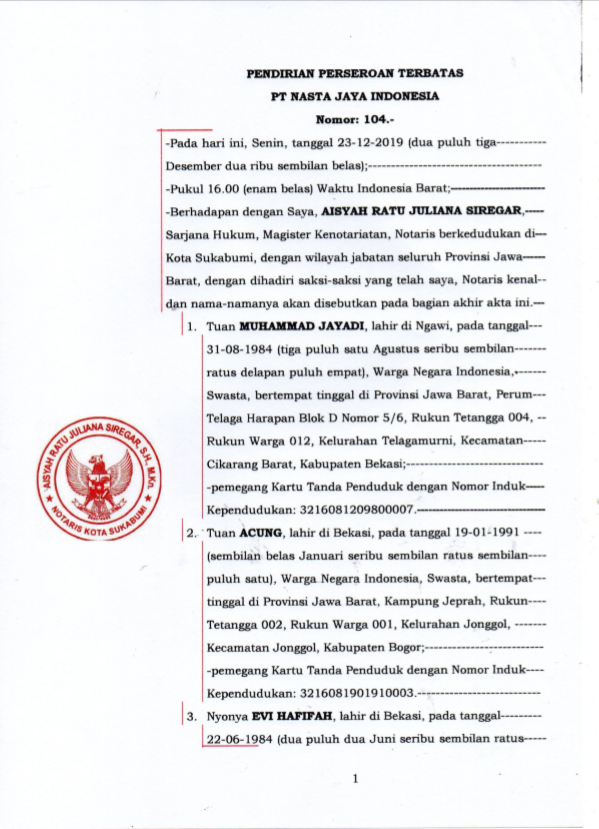 PENDIRIAN PERSEROAN TERBATAS
PT NASTA JAYA INDONESIA
Nomor: 104.-
-Pada hari ini, Senin, tanggal 23-12-2019 (dua puluh tiga-----------
Desember dua ribu sembilan belas);--------------------------------------
-Pukul 16.00 (enam belas) Waktu Indonesia Barat;---------------------
-Berhadapan dengan Saya, AISYAH RATU JULIANA SIREGAR,----
Sarjana Hukum, Magister Kenotariatan, Notaris berkedudukan di---
Kota Sukabumi, dengan wilayah jabatan seluruh Provinsi Jawa-----
Barat, dengan dihadiri saksi-saksi yang telah saya, Notaris kenal--
dan nama-namanya akan disebutkan pada bagian akhir akta ini.---
1. Tuan MUHAMMAD JAYADI, lahir di Ngawi, pada tanggal---
31-08-1984 (tiga puluh satu Agustus seribu sembilan-------
ratus delapan puluh empat), Warga Negara Indonesia,-------
Swasta, bertempat tinggal di Provinsi Jawa Barat, Perum---
Telaga Harapan Blok D Nomor 5/6, Rukun Tetangga 004, --
Rukun Warga 012, Kelurahan Telagamurni, Kecamatan-----
Cikarang Barat, Kabupaten Bekasi;------------------------------
-pemegang Kartu Tanda Penduduk dengan Nomor Induk----
Kependudukan: 3216081209800007.----------------------------
2. Tuan ACUNG, lahir di Bekasi, pada tanggal 19-01-1991 ----
(sembilan belas Januari seribu sembilan ratus sembilan----
puluh satu), Warga Negara Indonesia, Swasta, bertempat---
tinggal di Provinsi Jawa Barat, Kampung Jeprah, Rukun----
Tetangga 002, Rukun Warga 001, Kelurahan Jonggol, -------
Kecamatan Jonggol, Kabupaten Bogor;--------------------------
-pemegang Kartu Tanda Penduduk dengan Nomor Induk----
Kependudukan: 3216081901910003.---------------------------
3. Nyonya EVI HAFIFAH, lahir di Bekasi, pada tanggal---------
22-06-1984 (dua puluh dua Juni seribu sembilan ratus-----
AISYAH RATU JULIANA SIREGAR, S.H., M.Kn.
NOTARIS KOTA SUKABUMI
1